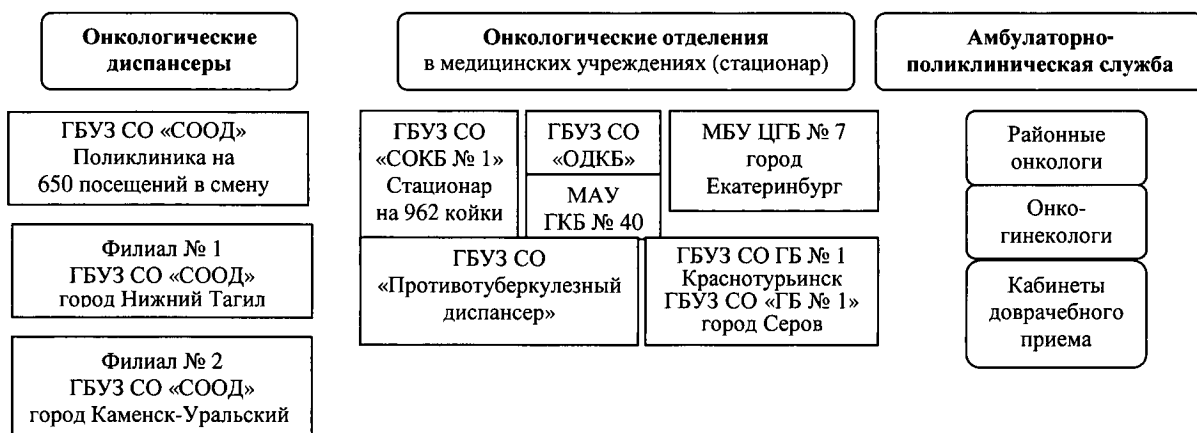 Онкологические
диспансеры
ГБУЗ СО «СООД»
Поликлиника на
650 посещений в смену
Филиал № 1
ГБУЗ СО «СООД»
город Нижний Тагил
Филиал № 2
ГБУЗ СО «СООД»
город Каменск-Уральский
Онкологические отделения
в медицинских учреждениях (стационар)
ГБУЗ СО
«СОКБ № 1»
Стационар
на 962 койки
ГБУЗ СО
«ОДКБ»
МАУ
ГКБ № 40
МБУ ЦГБ № 7
город
Екатеринбург
ГБУЗ СО
«Противотуберкулезный
диспансер»
ГБУЗ СО ГБ № 1
Краснотурьинск
ГБУЗ СО «ГБ № 1»
город Серов
Амбулаторно-
поликлиническая служба
Районные
онкологи
Онко-
гинекологи
Кабинеты
доврачебного
приема